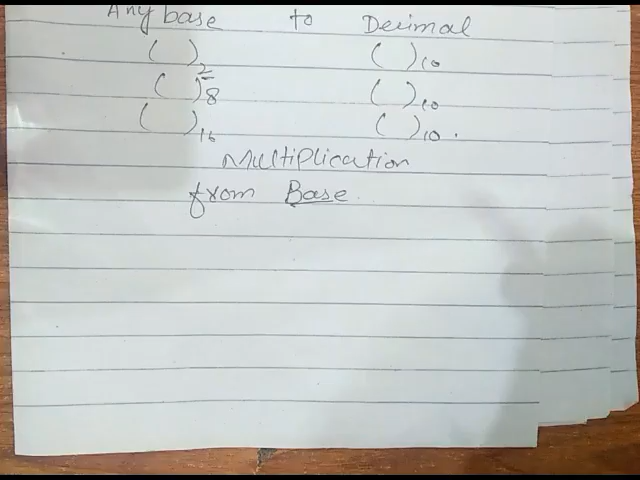 Any base to Decimal
( )2 ( )10
( )8 ( )10
( )16 ( )10.
Multiplication
from Base